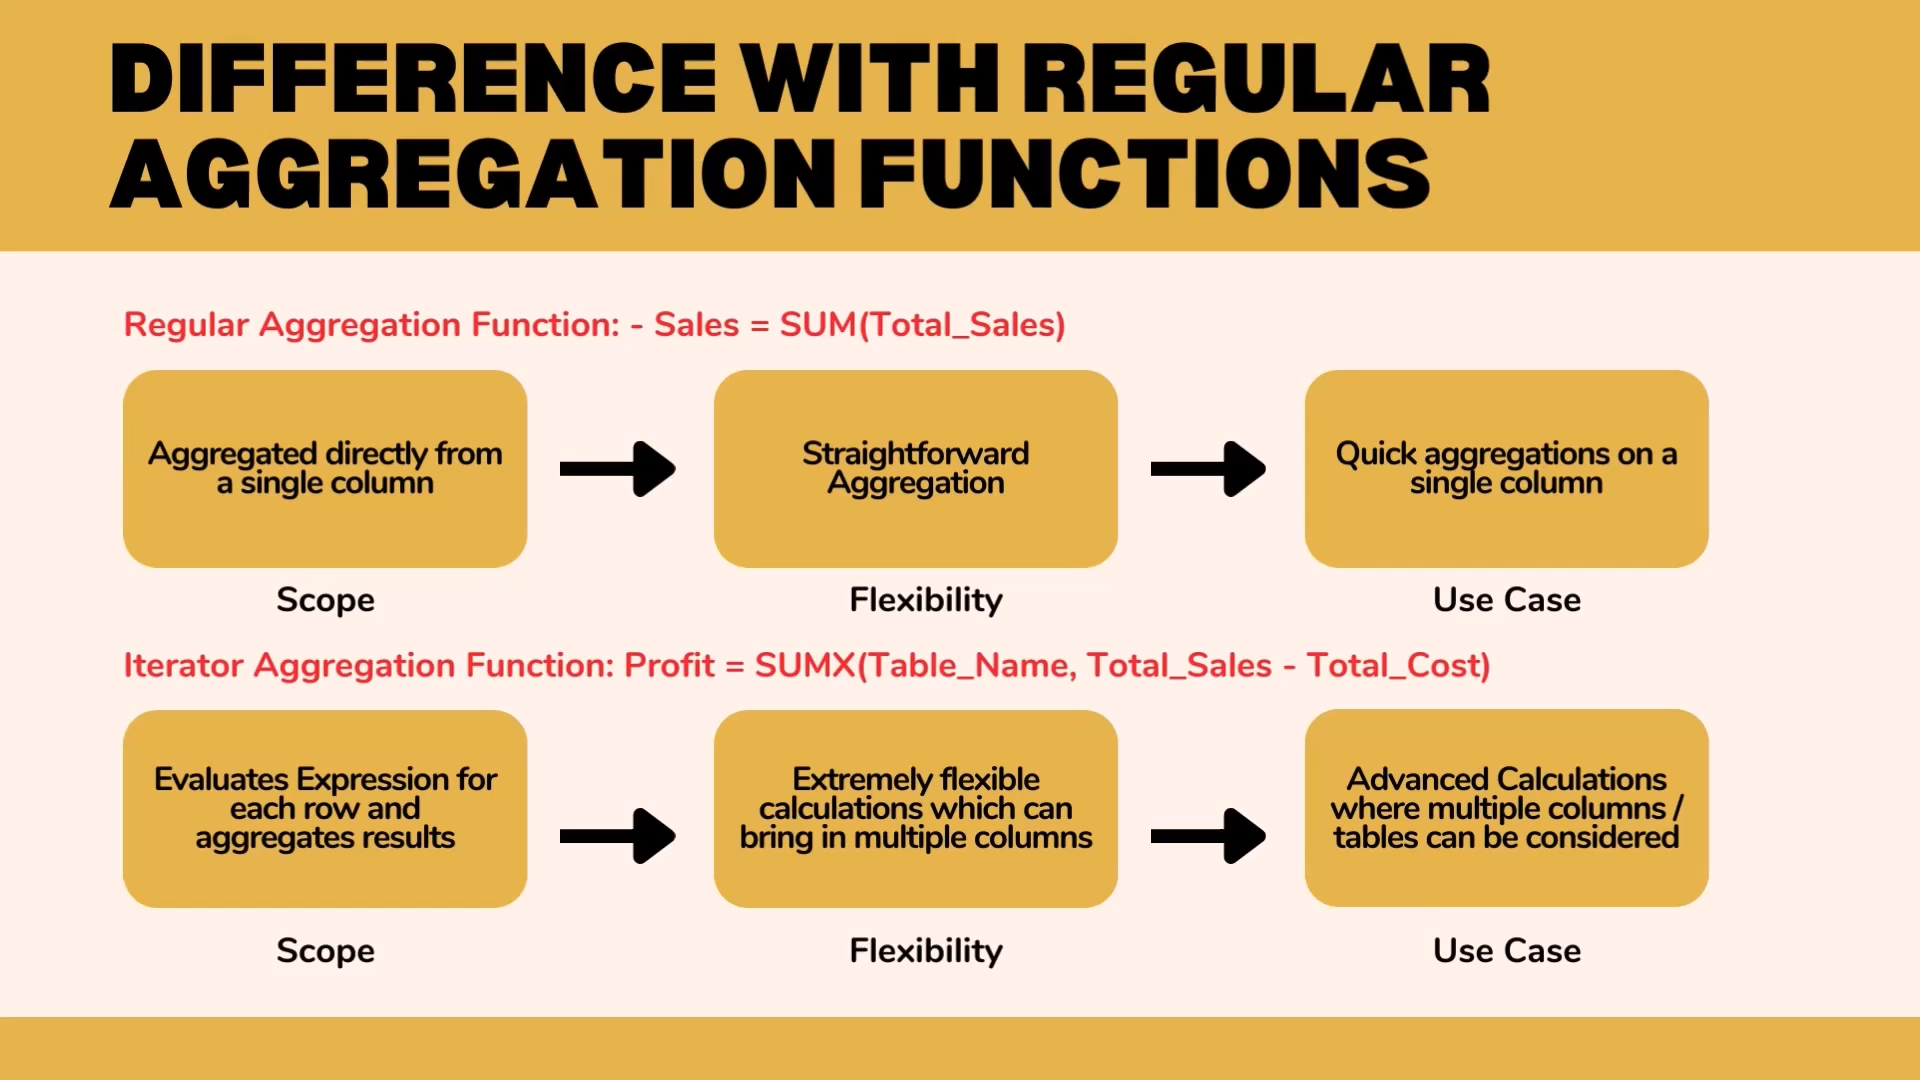 DIFFERENCE WITH REGULAR
AGGREGATION FUNCTIONS
Regular Aggregation Function: - Sales = SUM(Total_Sales)
Aggregated directly from
a single column
Straightforward
Aggregation
Quick aggregations on a
single column
Scope
Flexibility
Use Case
Iterator Aggregation Function: Profit = SUMX(Table_Name, Total_Sales - Total_Cost)
Evaluates Expression for
each row and
aggregates results
Extremely flexible
calculations which can
bring in multiple columns
Advanced Calculations
where multiple columns /
tables can be considered
Scope
Flexibility
Use Case